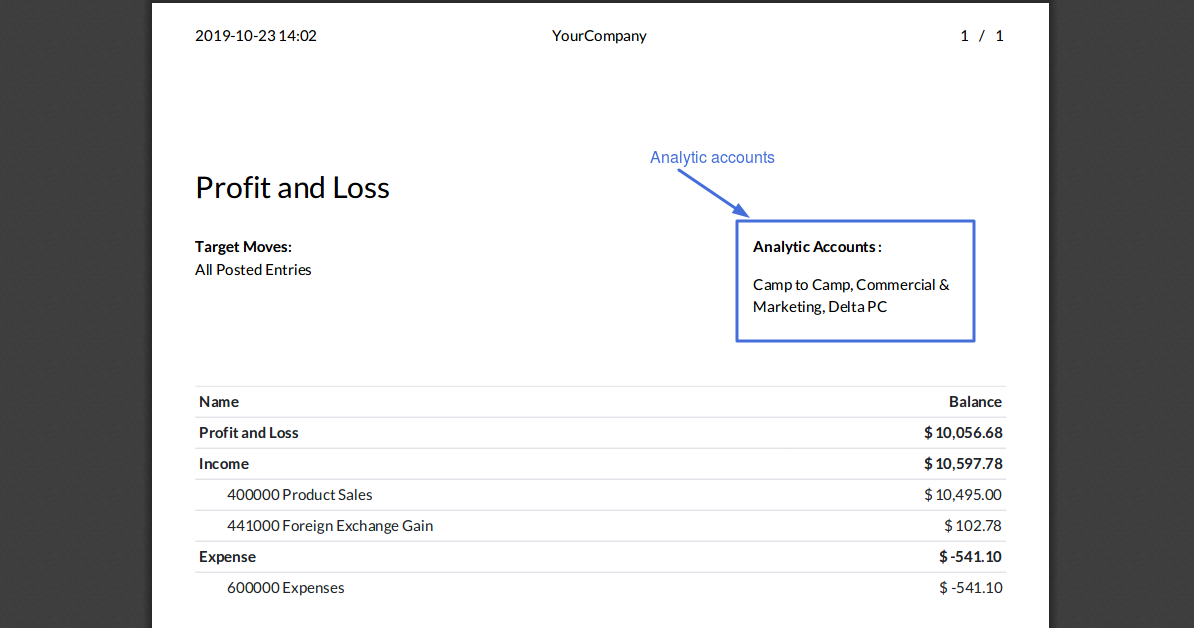 2019-10-23 14:02 YourCompany 1 / 1
Analytic accounts
Profit and Loss
Target Moves:
All Posted Entries
Analytic Accounts:
Camp to Camp, Commercial &
Marketing, Delta PC
Name Balance
Profit and Loss $ 10,056.68
Income $ 10,597.78
400000 Product Sales $ 10,495.00
441000 Foreign Exchange Gain $ 102.78
Expense $ -541.10
600000 Expenses $ -541.10